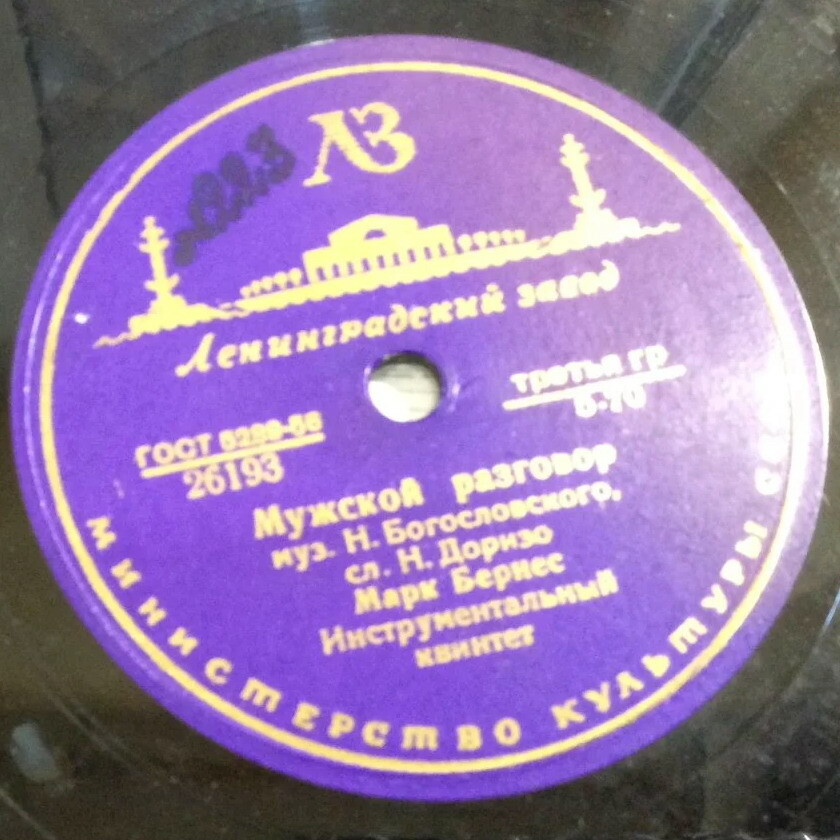 ЛЗ
Ленинградский завод
третья гр
5-70
ГОСТ 5289-56
26193
Мужской разговор
муз. Н. Богословского,
сл. Н. Доризо
Марк Бернес
Инструментальный
квинтет
МИНИСТЕРСТВО КУЛЬТУРЫ